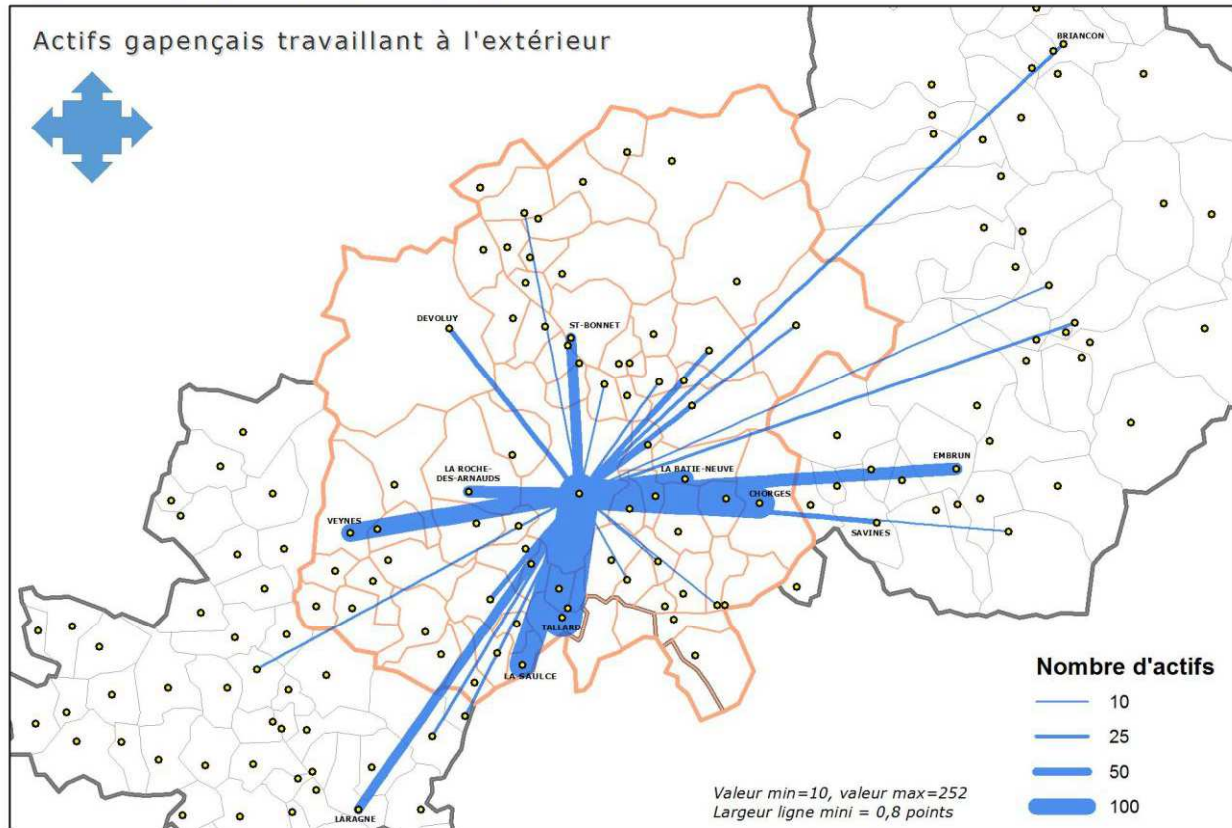 Actifs gapençais travaillant à l'extérieur
BRIANCON
DEVOLUY
ST-BONNET
LA ROCHE-
DES-ARNAUDS
LA BATIE-NEUVE
EMBRUN
CHORGES
VEYNES
SAVINES
TALLARD
LA SAULCE
LARAGNE
Nombre d'actifs
10
25
50
100
Valeur min=10, valeur max=252
Largeur ligne mini = 0,8 points